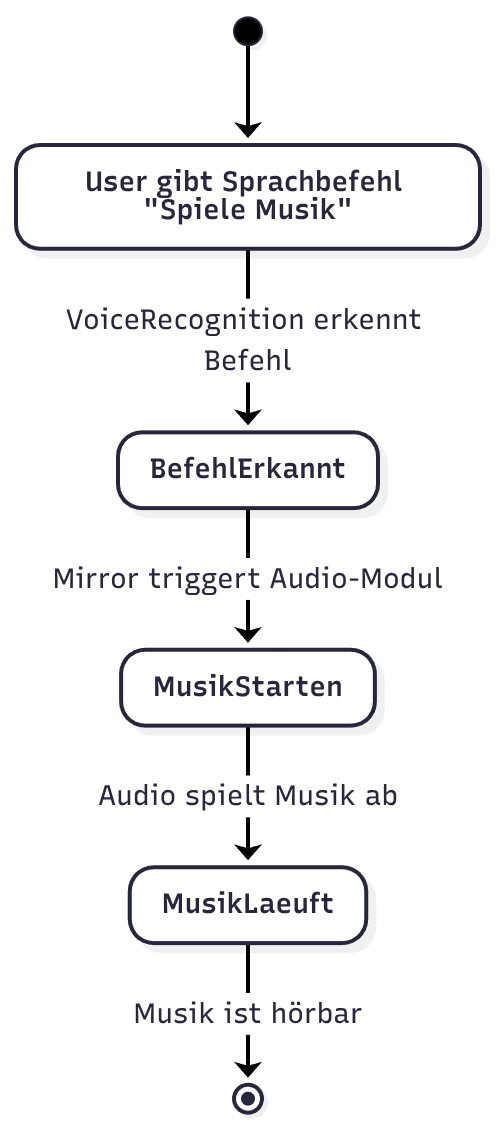 User gibt Sprachbefehl
"Spiele Musik"
VoiceRecognition erkennt
Befehl
BefehlErkannt
Mirror triggert Audio-Modul
MusikStarten
Audio spielt Musik ab
MusikLaeuft
Musik ist hörbar